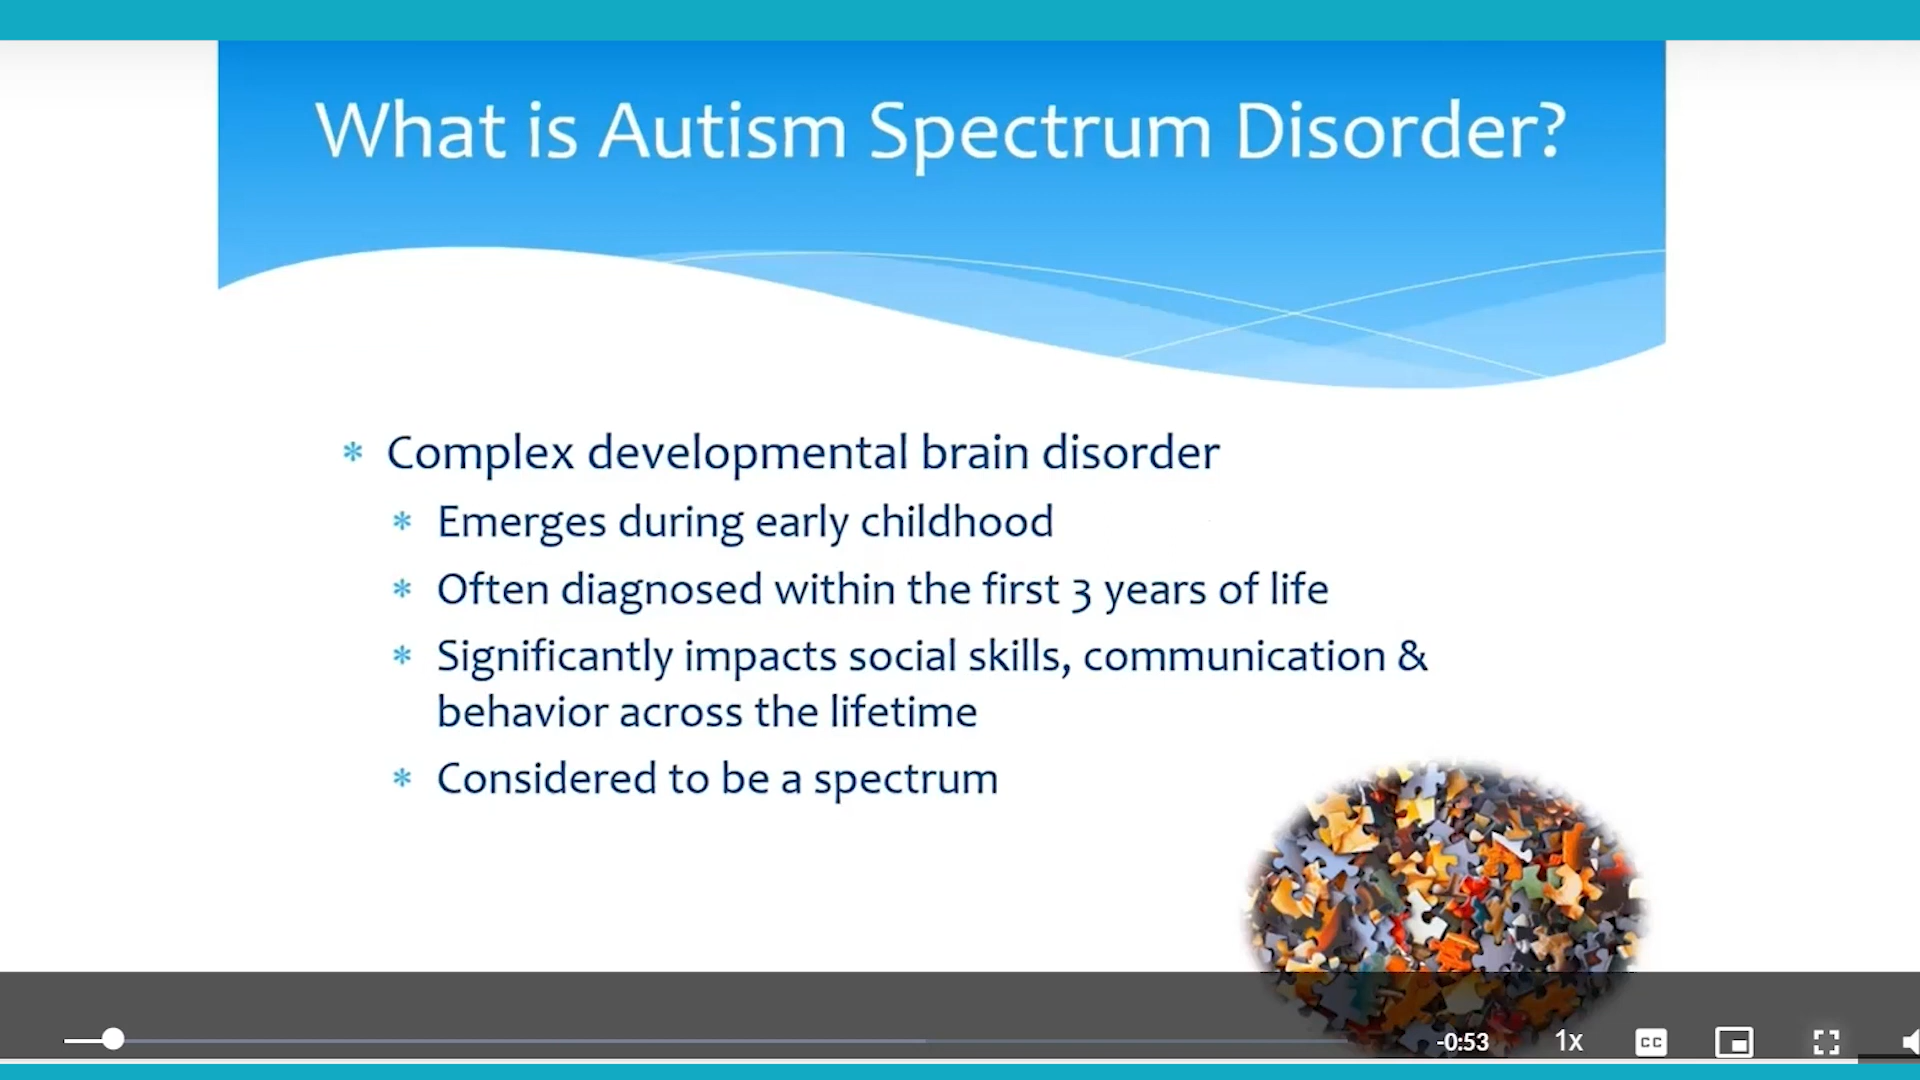 What is Autism Spectrum Disorder?
* Complex developmental brain disorder
* Emerges during early childhood
* Often diagnosed within the first 3 years of life
* Significantly impacts social skills, communication &
behavior across the lifetime
* Considered to be a spectrum
-0:53 1x CC